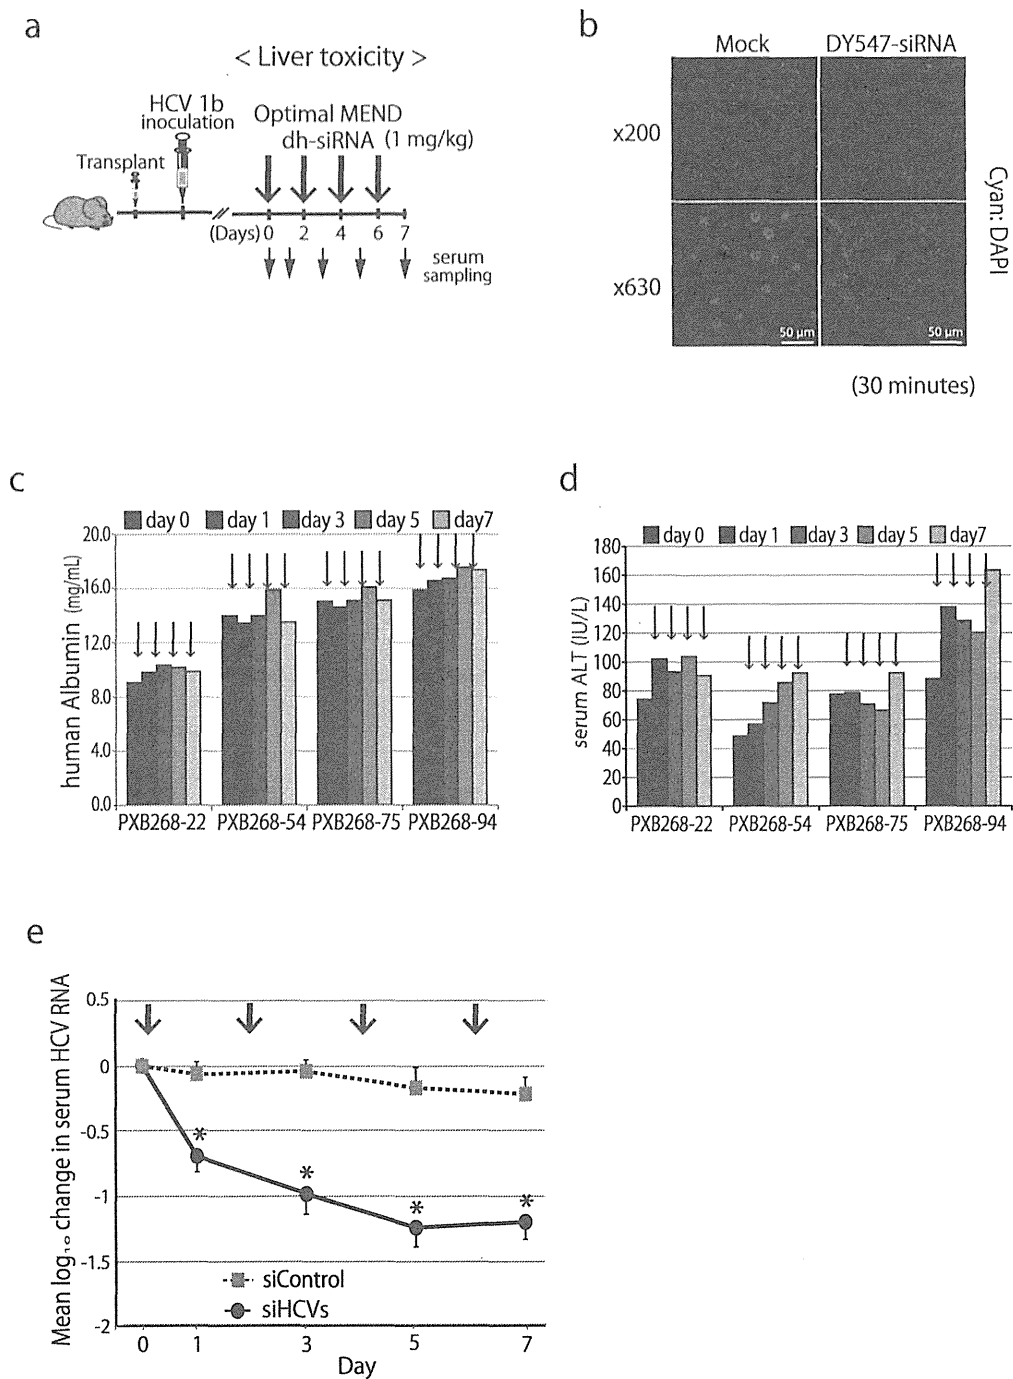 a
< Liver toxicity >
HCV 1b
inoculation
Transplant
Optimal MEND
dh-siRNA (1 mg/kg)
(Days) 0 2 4 6 7
serum
sampling
b
Mock DY547-siRNA
x200
x630
50 µm 50 µm
Cyan: DAPI
(30 minutes)
c
day 0 day 1 day 3 day 5 day7
human Albumin (mg/mL)
20.0
16.0
12.0
8.0
4.0
0.0
PXB268-22 PXB268-54 PXB268-75 PXB268-94
d
day 0 day 1 day 3 day 5 day7
serum ALT (IU/L)
180
160
140
120
100
80
60
40
20
0
PXB268-22 PXB268-54 PXB268-75 PXB268-94
e
Mean log10 change in serum HCV RNA
0.5
0
-0.5
-1
-1.5
-2
* * * *
siControl
siHCVs
0 1 3 5 7
Day